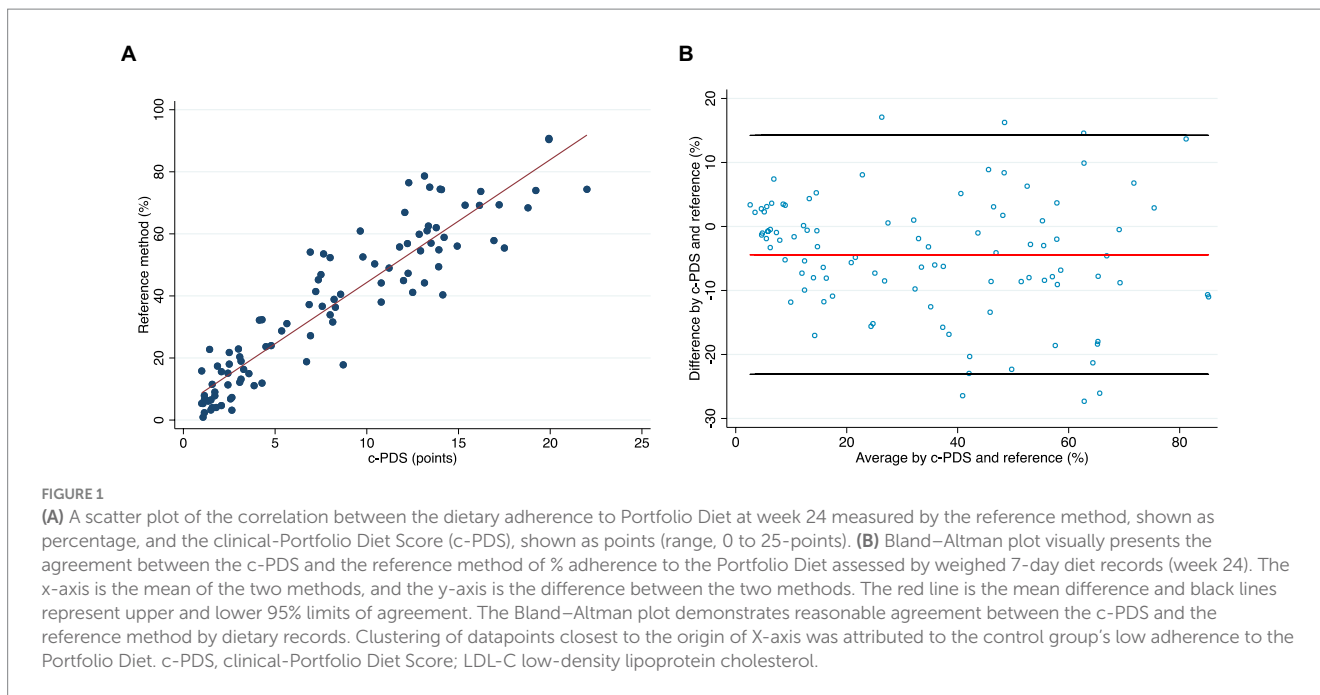 A
B
100
80
60
40
20
0
Reference method (%)
0
5
10
15
20
25
c-PDS (points)
20
10
0
-10
-20
-30
Difference by c-PDS and reference (%)
0
20
40
60
80
Average by c-PDS and reference (%)
FIGURE 1
(A) A scatter plot of the correlation between the dietary adherence to Portfolio Diet at week 24 measured by the reference method, shown as
percentage, and the clinical-Portfolio Diet Score (c-PDS), shown as points (range, 0 to 25-points). (B) Bland–Altman plot visually presents the
agreement between the c-PDS and the reference method of % adherence to the Portfolio Diet assessed by weighed 7-day diet records (week 24). The
x-axis is the mean of the two methods, and the y-axis is the difference between the two methods. The red line is the mean difference and black lines
represent upper and lower 95% limits of agreement. The Bland–Altman plot demonstrates reasonable agreement between the c-PDS and the
reference method by dietary records. Clustering of datapoints closest to the origin of X-axis was attributed to the control group's low adherence to the
Portfolio Diet. c-PDS, clinical-Portfolio Diet Score; LDL-C low-density lipoprotein cholesterol.